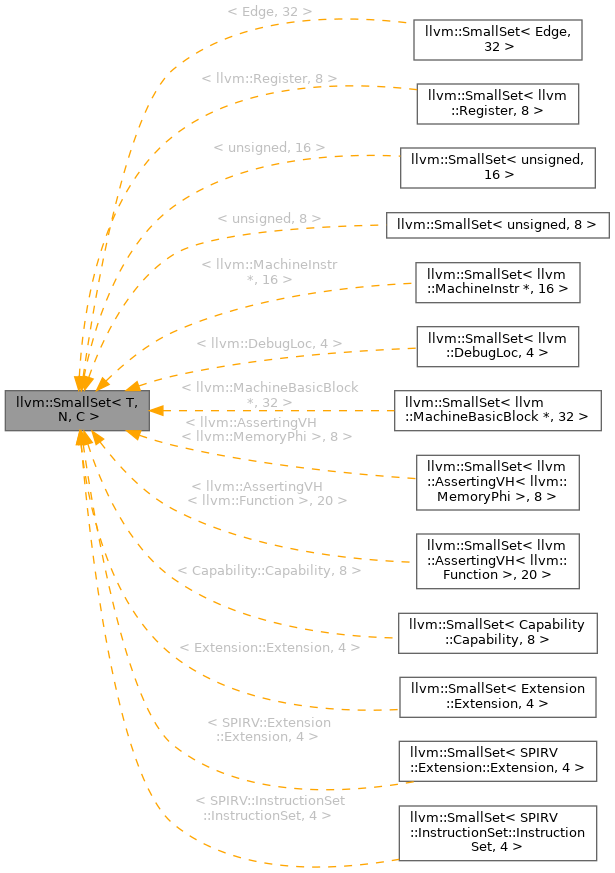 < Edge, 32 >
llvm::SmallSet< Edge,
32 >
< llvm::Register, 8 >
llvm::SmallSet< llvm
::Register, 8 >
< unsigned, 16 >
llvm::SmallSet< unsigned,
16 >
< unsigned, 8 >
llvm::SmallSet< unsigned, 8 >
< llvm::MachineInstr
*, 16 >
llvm::SmallSet< llvm
::MachineInstr *, 16 >
< llvm::DebugLoc, 4 >
llvm::SmallSet< llvm
::DebugLoc, 4 >
llvm::SmallSet< T,
N, C >
< llvm::MachineBasicBlock
*, 32 >
llvm::SmallSet< llvm
::MachineBasicBlock *, 32 >
< llvm::AssertingVH
< llvm::MemoryPhi >, 8 >
llvm::SmallSet< llvm
::AssertingVH< llvm::
MemoryPhi >, 8 >
< llvm::AssertingVH
< llvm::Function >, 20 >
llvm::SmallSet< llvm
::AssertingVH< llvm::
Function >, 20 >
< Capability::Capability, 8 >
llvm::SmallSet< Capability
::Capability, 8 >
< Extension::Extension, 4 >
llvm::SmallSet< Extension
::Extension, 4 >
< SPIRV::Extension
::Extension, 4 >
llvm::SmallSet< SPIRV
::Extension::Extension, 4 >
< SPIRV::InstructionSet
::InstructionSet, 4 >
llvm::SmallSet< SPIRV
::InstructionSet::Instruction
Set, 4 >